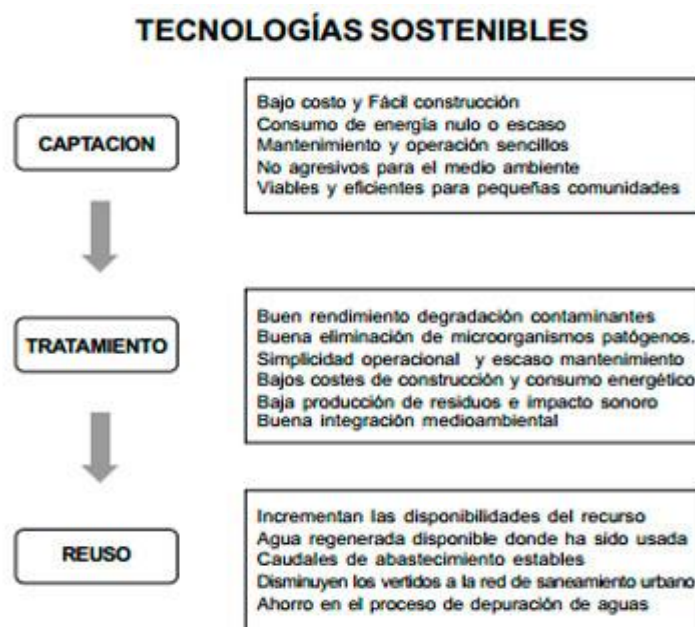 TECNOLOGÍAS SOSTENIBLES
CAPTACION
Bajo costo y Fácil construcción
Consumo de energía nulo o escaso
Mantenimiento y operación sencillos
No agresivos para el medio ambiente
Viables y eficientes para pequeñas comunidades
TRATAMIENTO
Buen rendimiento degradación contaminantes
Buena eliminación de microorganismos patógenos.
Simplicidad operacional y escaso mantenimiento
Bajos costes de construcción y consumo energético
Baja producción de residuos e impacto sonoro
Buena integración medioambiental
REUSO
Incrementan las disponibilidades del recurso
Agua regenerada disponible donde ha sido usada
Caudales de abastecimiento estables
Disminuyen los vertidos a la red de saneamiento urbano
Ahorro en el proceso de depuración de aguas